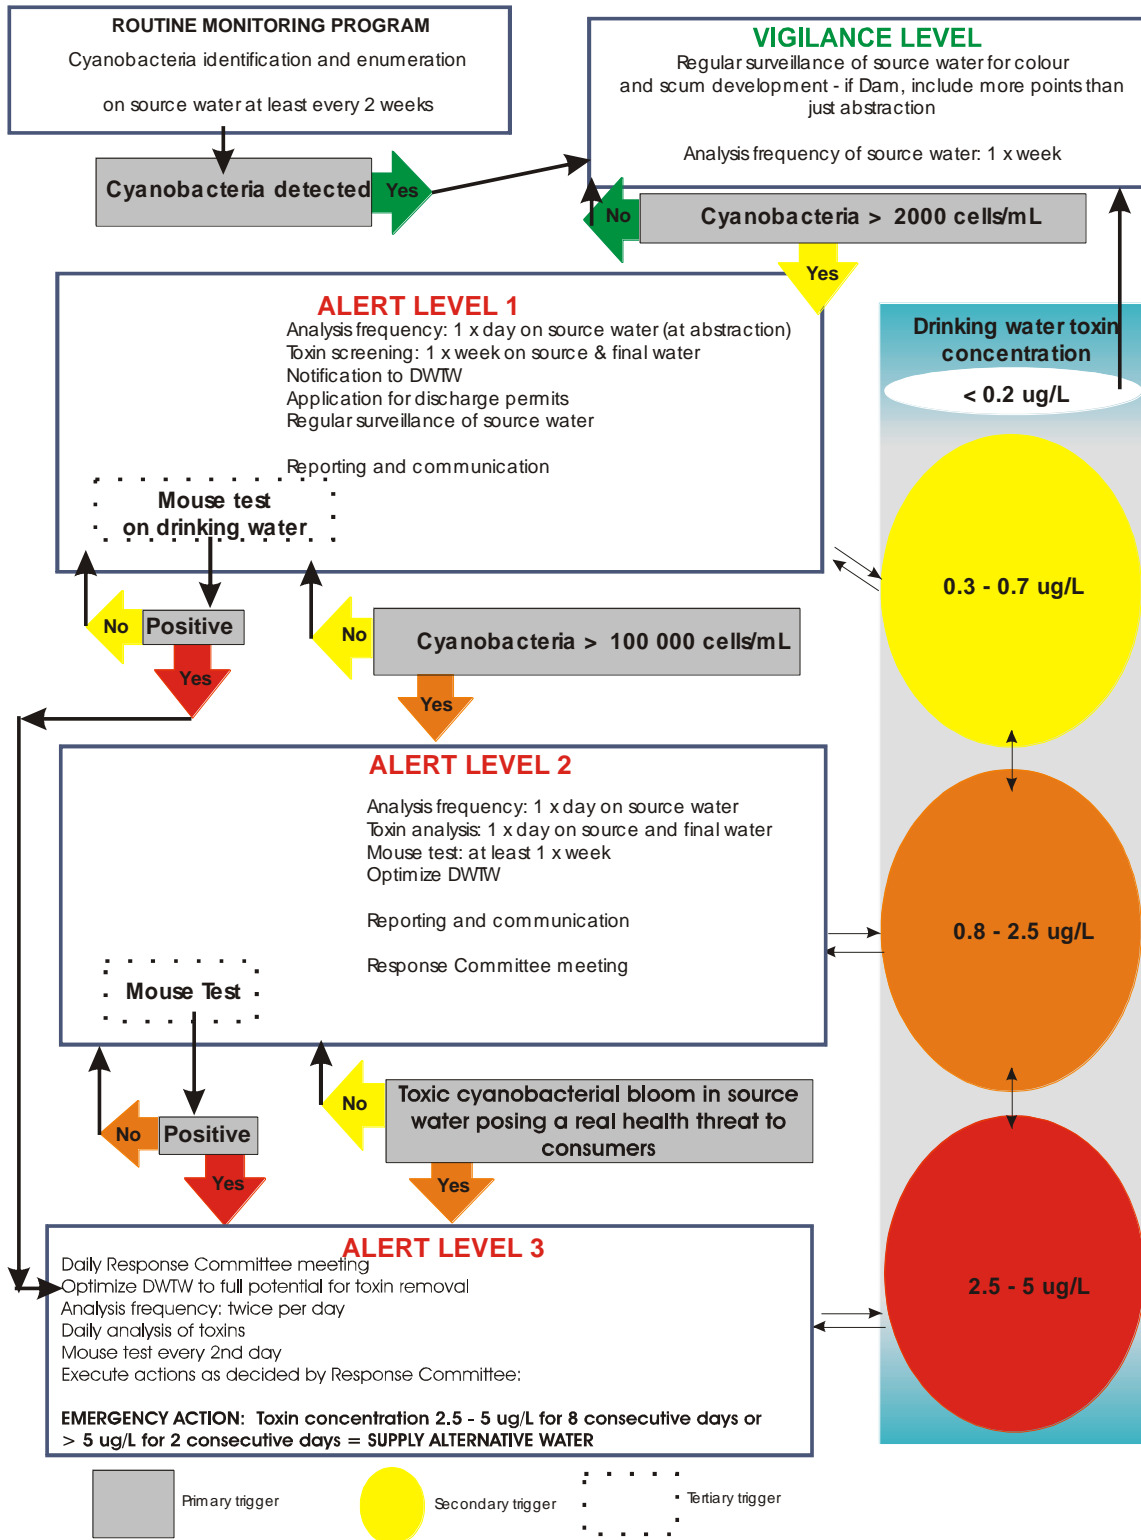 ROUTINE MONITORING PROGRAM
Cyanobacteria identification and enumeration
on source water at least every 2 weeks
VIGILANCE LEVEL
Regular surveillance of source water for colour
and scum development - if Dam, include more points than
just abstraction
Analysis frequency of source water: 1 x week
Cyanobacteria detected
Yes
No
Cyanobacteria > 2000 cells/mL
Yes
ALERT LEVEL 1
Analysis frequency: 1 x day on source water (at abstraction)
Toxin screening: 1 x week on source & final water
Notification to DWTW
Application for discharge permits
Regular surveillance of source water
Reporting and communication
Mouse test
on drinking water
Drinking water toxin
concentration
< 0.2 ug/L
0.3 - 0.7 ug/L
No
Positive
Yes
No
Cyanobacteria > 100 000 cells/mL
Yes
ALERT LEVEL 2
Analysis frequency: 1 x day on source water
Toxin analysis: 1 x day on source and final water
Mouse test: at least 1 x week
Optimize DWTW
Reporting and communication
Response Committee meeting
Mouse Test
0.8 - 2.5 ug/L
No
Positive
Yes
No
Toxic cyanobacterial bloom in source
water posing a real health threat to
consumers
Yes
ALERT LEVEL 3
Daily Response Committee meeting
Optimize DWTW to full potential for toxin removal
Analysis frequency: twice per day
Daily analysis of toxins
Mouse test every 2nd day
Execute actions as decided by Response Committee:
EMERGENCY ACTION: Toxin concentration 2.5 - 5 ug/L for 8 consecutive days or
> 5 ug/L for 2 consecutive days = SUPPLY ALTERNATIVE WATER
2.5 - 5 ug/L
Primary trigger
Secondary trigger
Tertiary trigger